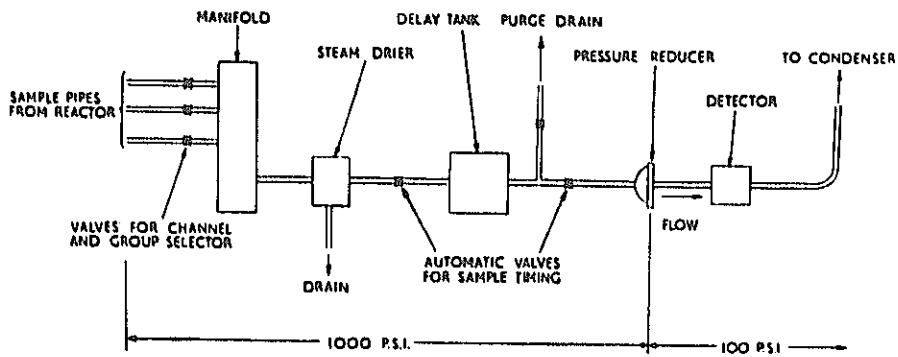 MANIFOLD
DELAY TANK
PURGE DRAIN
STEAM DRIER
PRESSURE REDUCER
TO CONDENSER
SAMPLE PIPES
FROM REACTOR
DETECTOR
VALVES FOR CHANNEL
AND GROUP SELECTOR
FLOW
AUTOMATIC VALVES
FOR SAMPLE TIMING
DRAIN
1000 P.S.I.
100 P.S.I